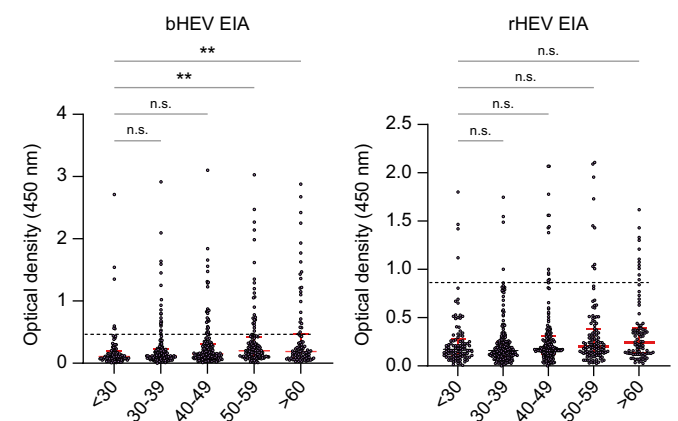 bHEV EIA
**
**
n.s.
n.s.
Optical density (450 nm)
4
3
2
1
0
<30
30-39
40-49
50-59
>60
rHEV EIA
n.s.
n.s.
n.s.
n.s.
Optical density (450 nm)
2.5
2.0
1.5
1.0
0.5
0.0
<30
30-39
40-49
50-59
>60